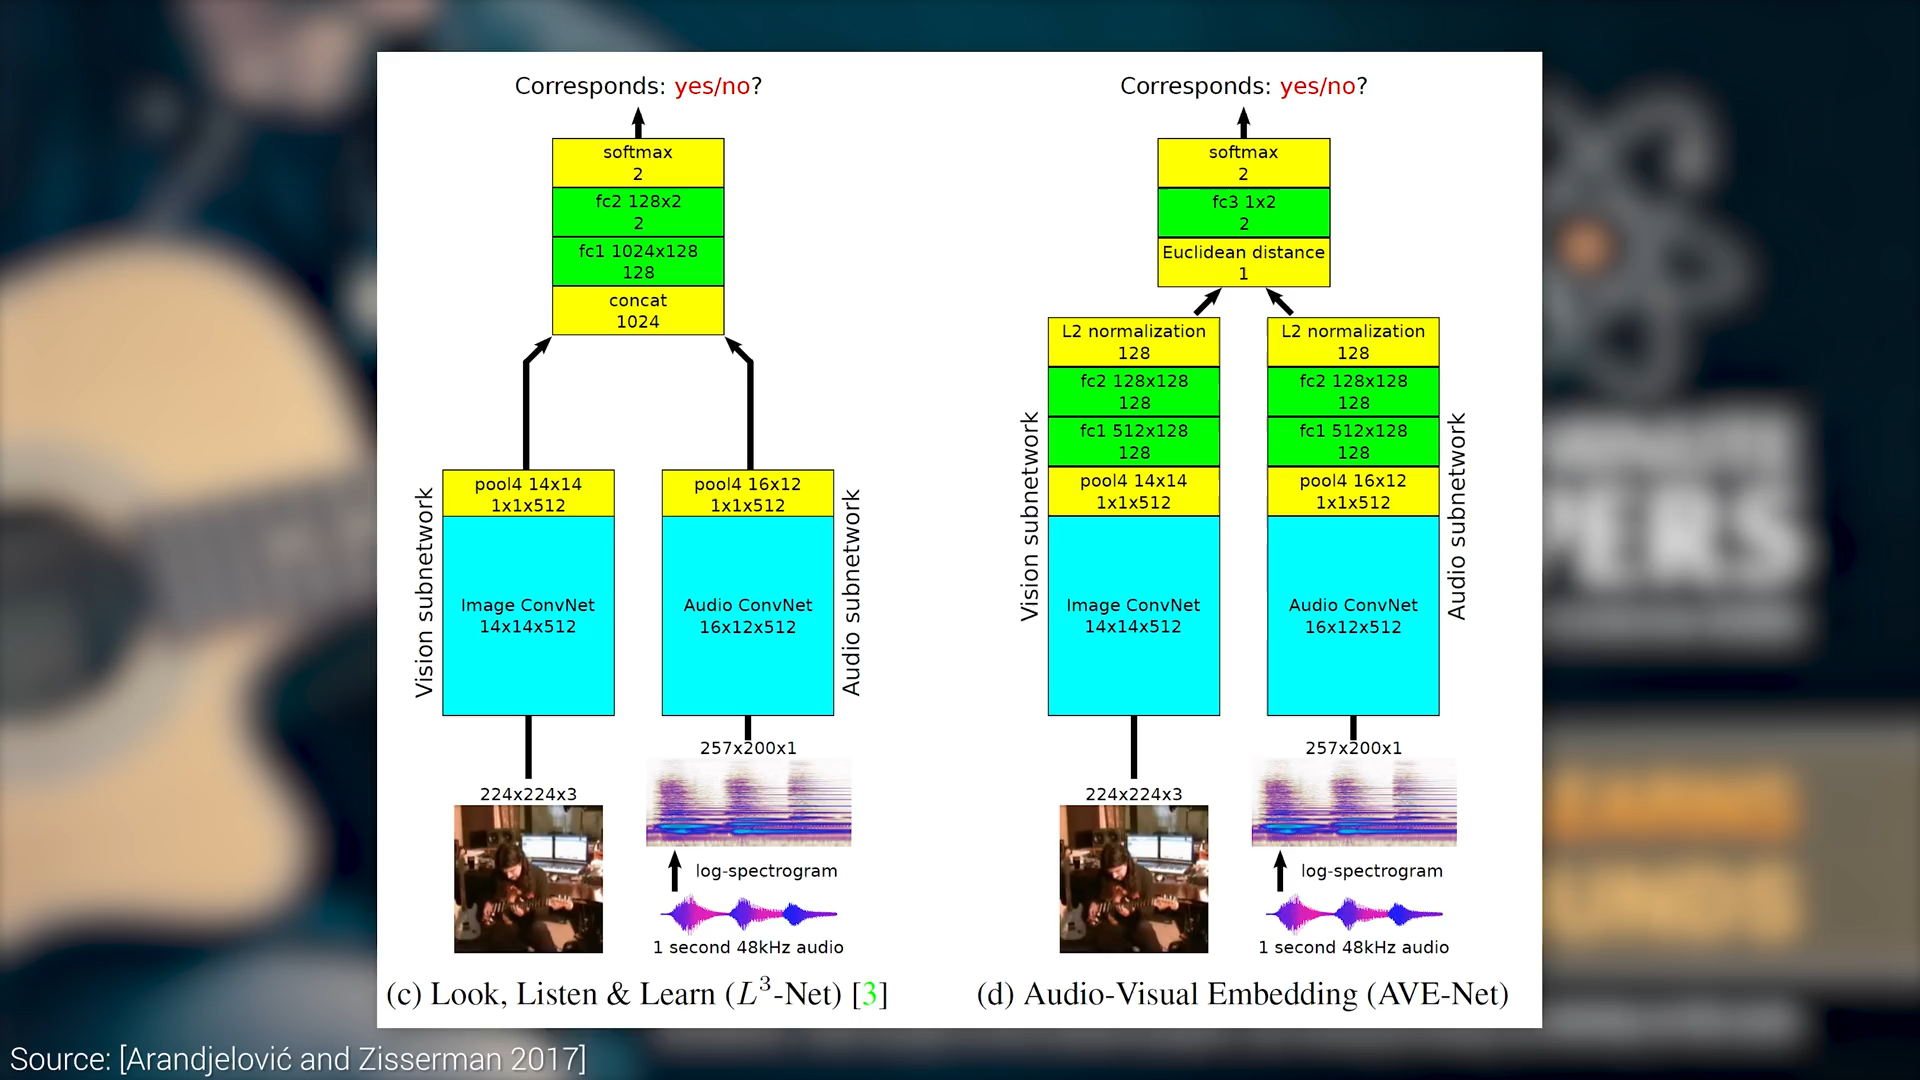 Corresponds: yes/no?
softmax
2
fc2 128x2
2
fc1 1024x128
128
concat
1024
pool4 14x14
1x1x512
pool4 16x12
1x1x512
Vision subnetwork
Image ConvNet
14x14x512
Audio ConvNet
16x12x512
Audio subnetwork
257x200x1
224x224x3
log-spectrogram
1 second 48kHz audio
(c) Look, Listen & Learn (L³-Net) [3]
Corresponds: yes/no?
softmax
2
fc3 1x2
2
Euclidean distance
1
L2 normalization
128
fc2 128x128
128
fc1 512x128
128
pool4 14x14
1x1x512
L2 normalization
128
fc2 128x128
128
fc1 512x128
128
pool4 16x12
1x1x512
Vision subnetwork
Image ConvNet
14x14x512
Audio ConvNet
16x12x512
Audio subnetwork
257x200x1
224x224x3
log-spectrogram
1 second 48kHz audio
(d) Audio-Visual Embedding (AVE-Net)
Source: [Arandjelović and Zisserman 2017]